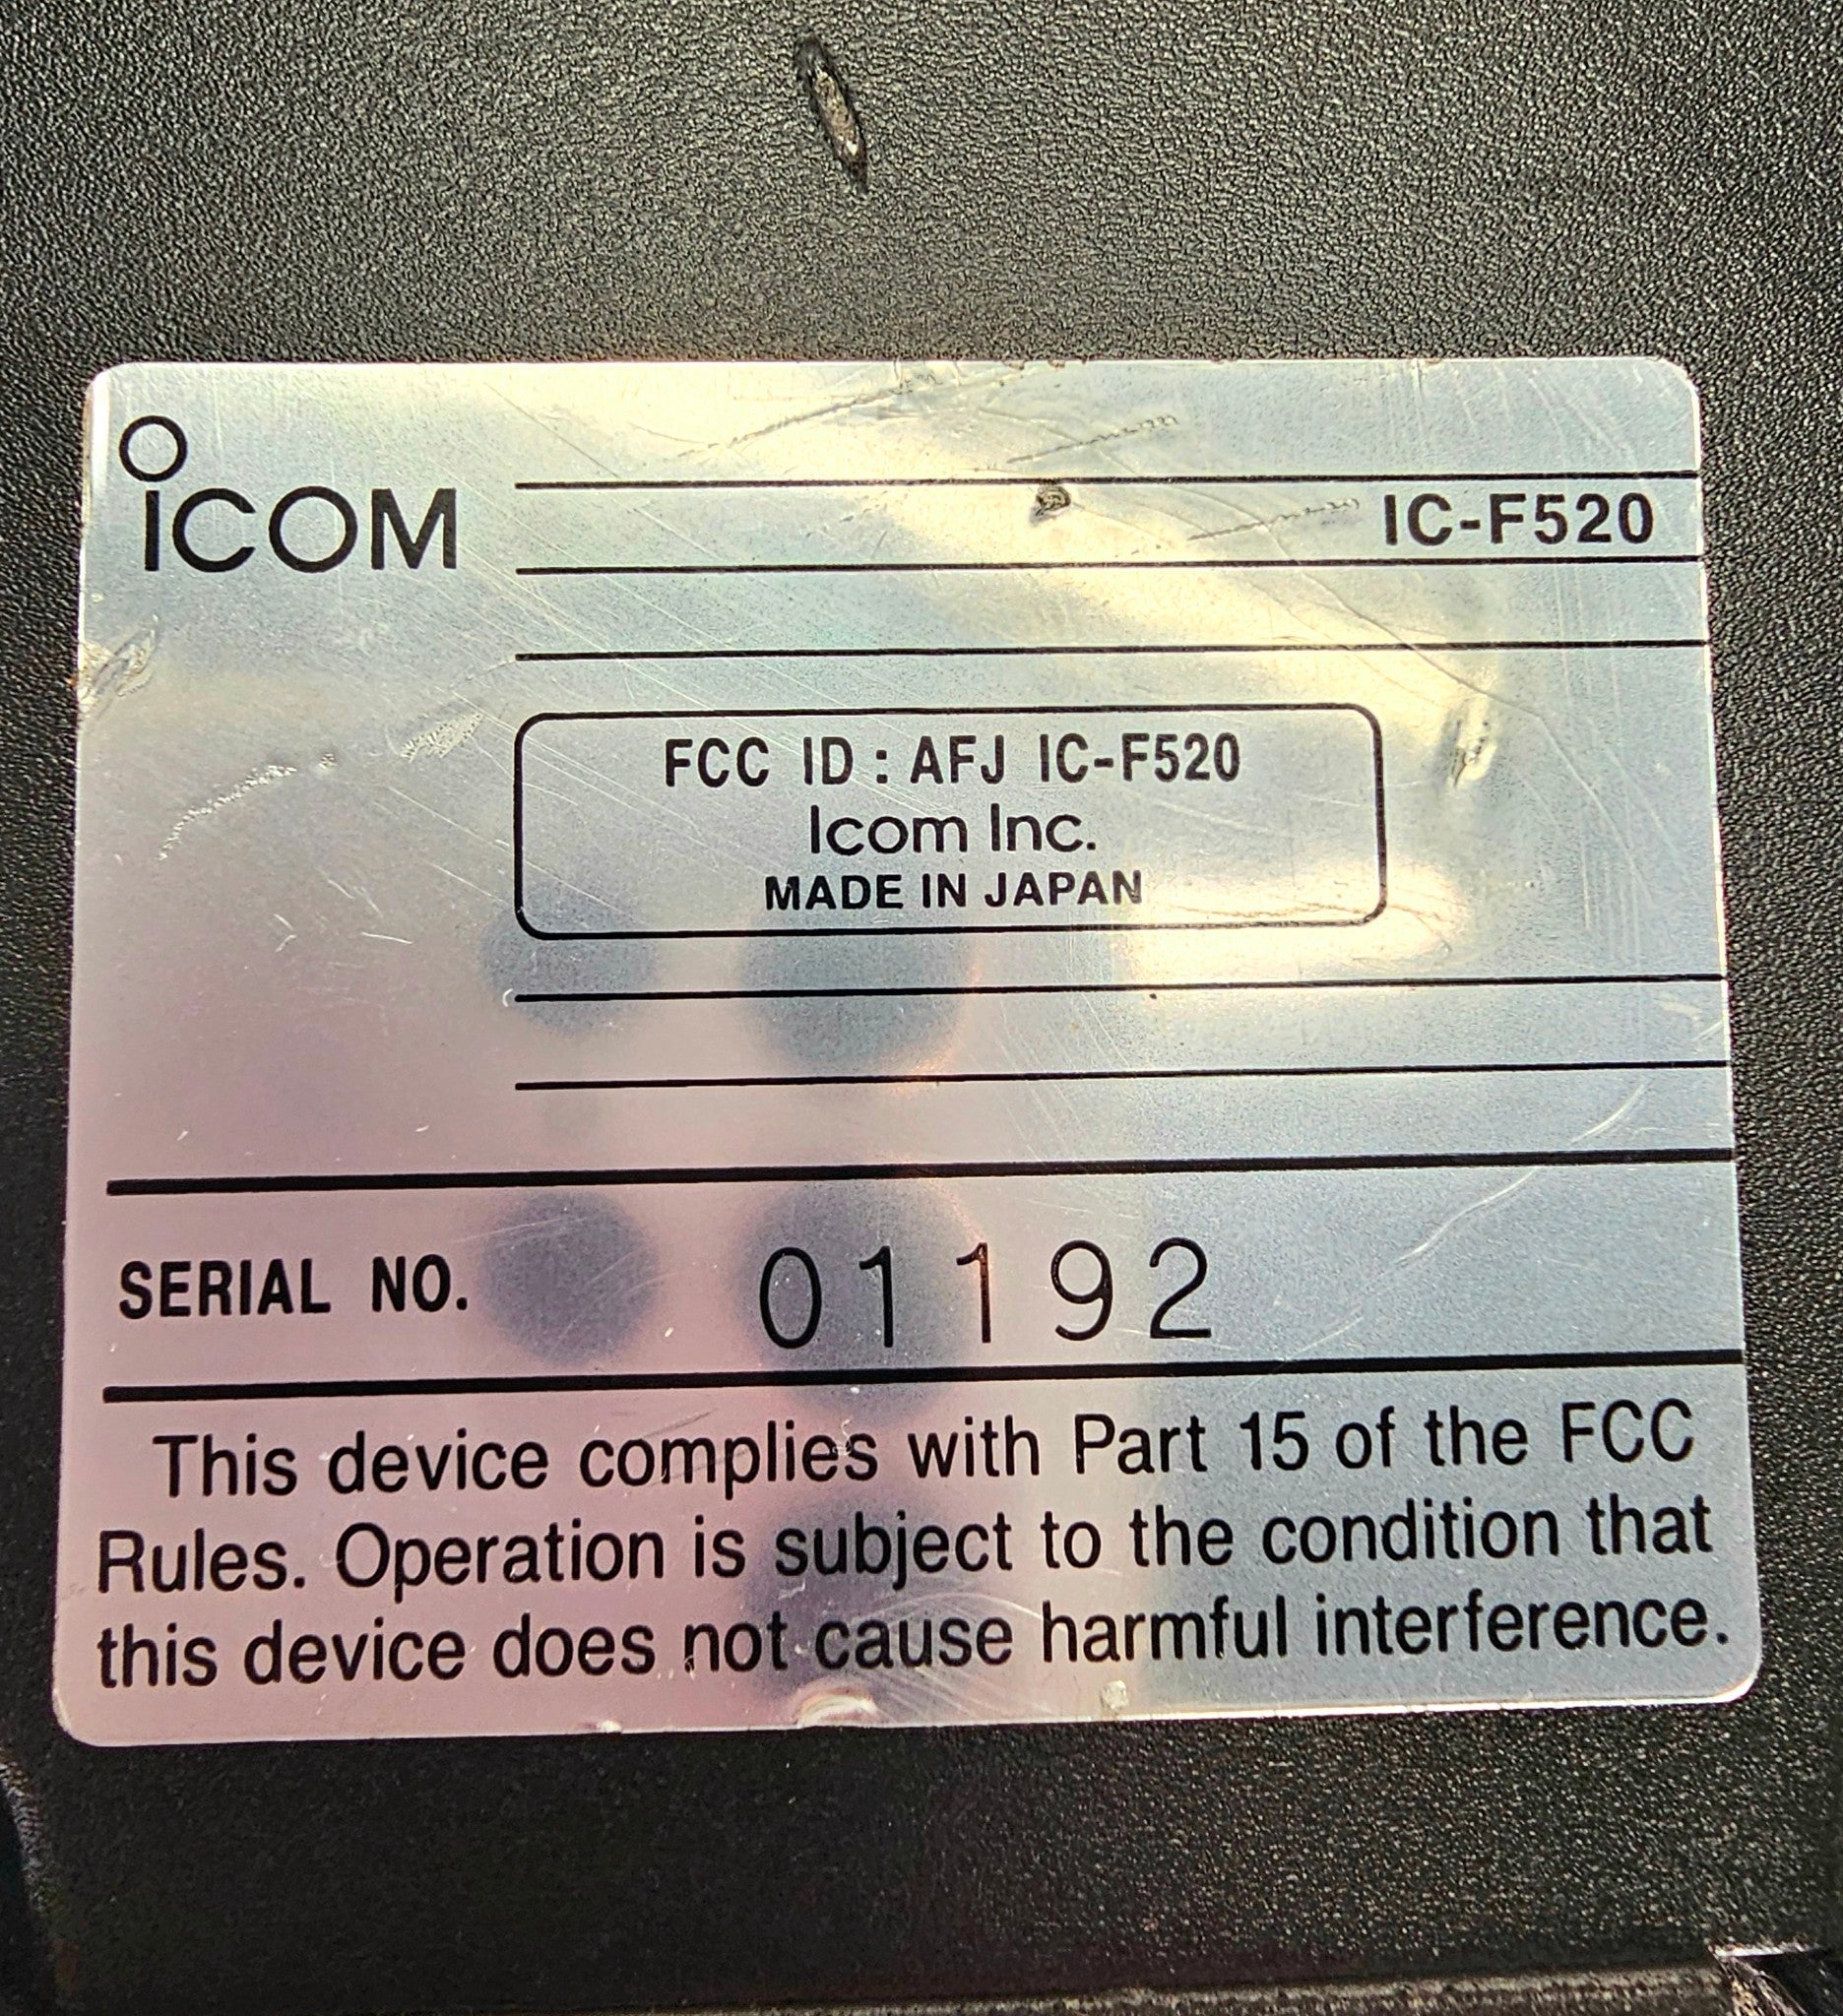 ICOM
IC-F520
FCC ID : AFJ IC-F520
Icom Inc.
MADE IN JAPAN
SERIAL NO. 01192
This device complies with Part 15 of the FCC
Rules. Operation is subject to the condition that
this device does not cause harmful interference.